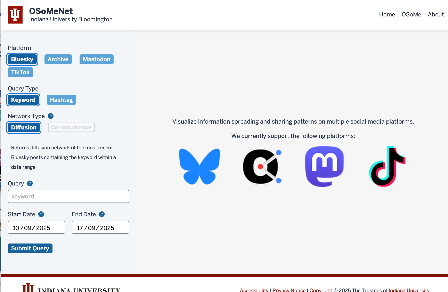 OSoMeNet
Indiana University Bloomington
Home OSoMe About
Platform
Bluesky Archive Mastodon
TikTok
Query Type
Keyword Hashtag
Network Type ?
Diffusion Co-occurrence
Returns diffusion network of the most recent
Bluesky posts containing the keyword within a
date range
Query ?
keyword
Start Date ? End Date ?
10/09/2025 17/09/2025
Submit Query
Visualize information spreading and sharing patterns on multiple social media platforms.
We currently support the following platforms:
INDIANA UNIVERSITY
Accessibility | Privacy Notice | Copyright © 2025 The Trustees of Indiana University